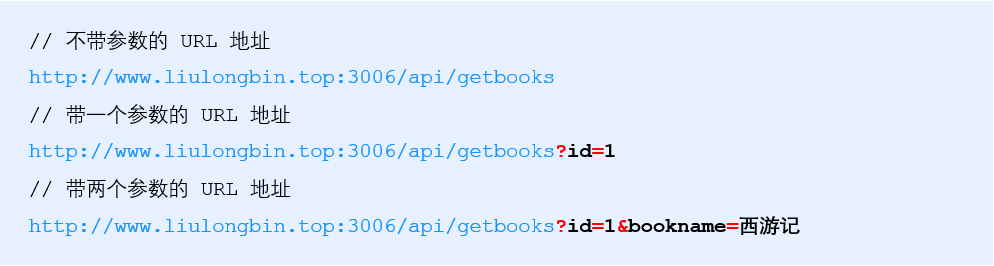 // 不带参数的 URL 地址
http://www.liulongbin.top:3006/api/getbooks
// 带一个参数的 URL 地址
http://www.liulongbin.top:3006/api/getbooks?id=1
// 带两个参数的 URL 地址
http://www.liulongbin.top:3006/api/getbooks?id=1&bookname=西游记